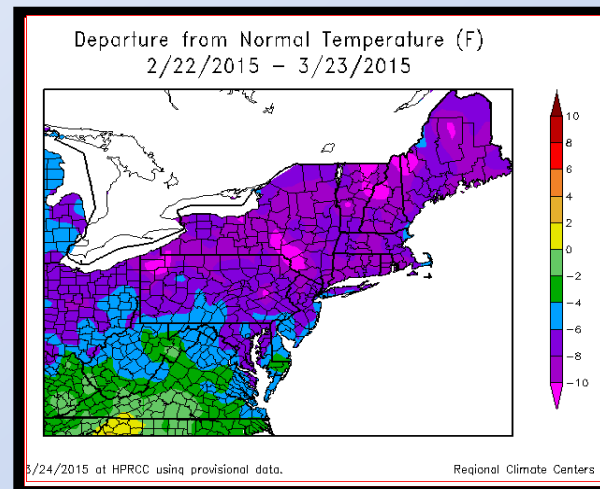 Departure from Normal Temperature (F)
2/22/2015 – 3/23/2015
10
8
6
4
2
0
−2
−4
−6
−8
−10
3/24/2015 at HPRCC using provisional data.
Regional Climate Centers